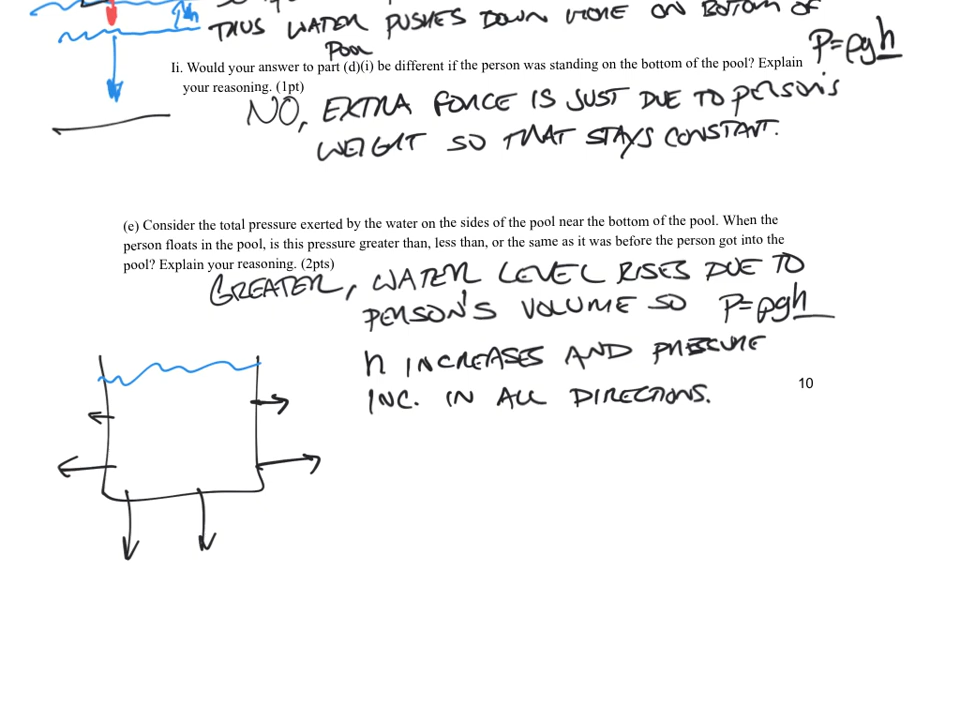 THUS WATER PUSHES DOWN MORE ON BOTTOM OF
POOL
P=ρgh
Ii. Would your answer to part (d)(i) be different if the person was standing on the bottom of the pool? Explain
your reasoning. (1pt)
NO, EXTRA FORCE IS JUST DUE TO PERSON'S
WEIGHT SO THAT STAYS CONSTANT.
(e) Consider the total pressure exerted by the water on the sides of the pool near the bottom of the pool. When the
person floats in the pool, is this pressure greater than, less than, or the same as it was before the person got into the
pool? Explain your reasoning. (2pts)
GREATER, WATER LEVEL RISES DUE TO
PERSON'S VOLUME SO P=ρgh
h INCREASES AND PRESSURE
INC. IN ALL DIRECTIONS.
10